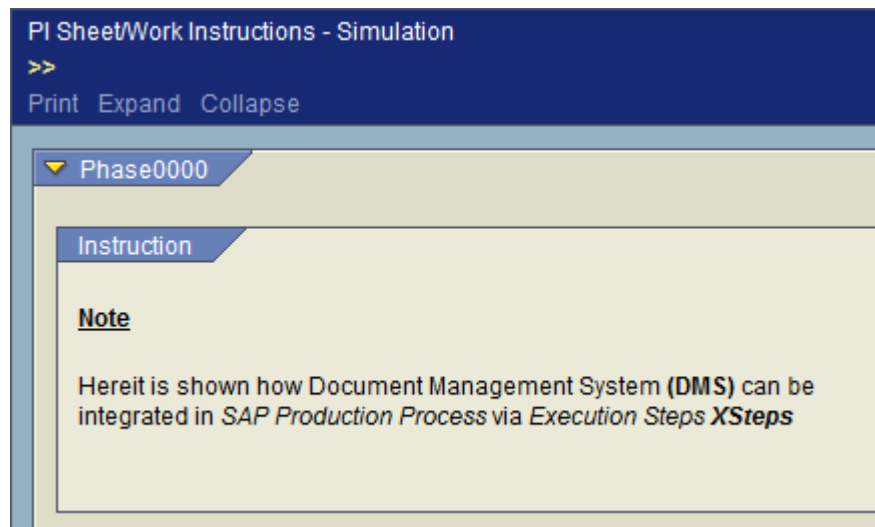 PI Sheet/Work Instructions - Simulation
>>
Print Expand Collapse
Phase0000
Instruction
Note
Hereit is shown how Document Management System (DMS) can be
integrated in SAP Production Process via Execution Steps XSteps